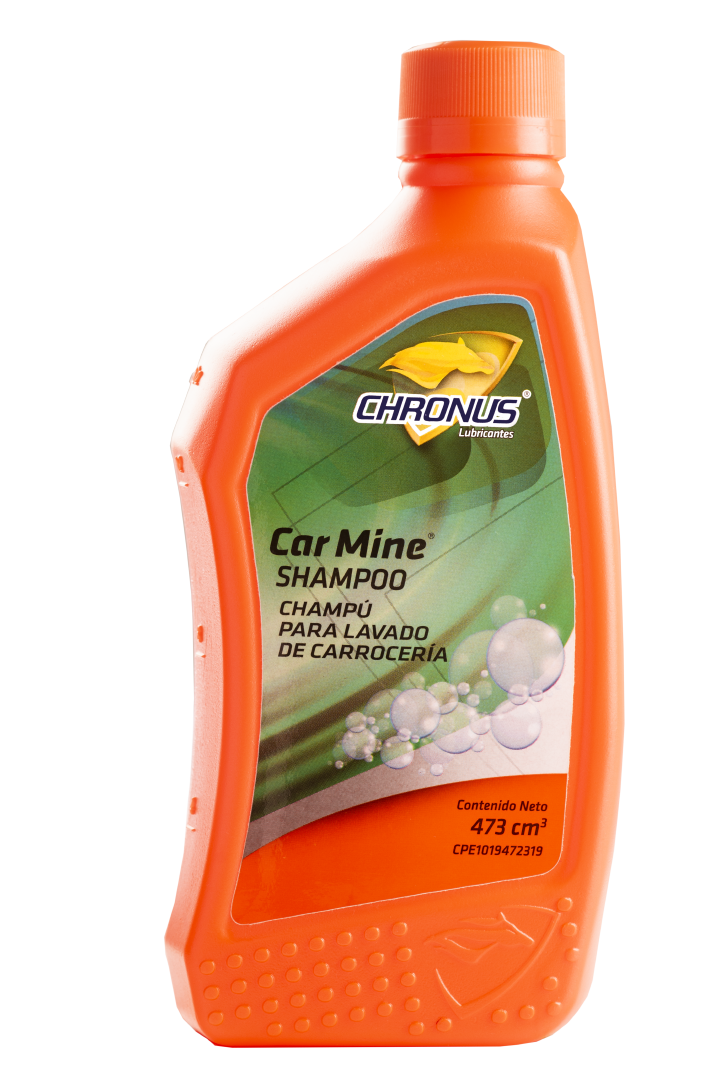 CHRONUS®
Lubricantes
Car Mine®
SHAMPOO
CHAMPÚ
PARA LAVADO
DE CARROCERÍA
Contenido Neto
473 cm³
CPE1019472319